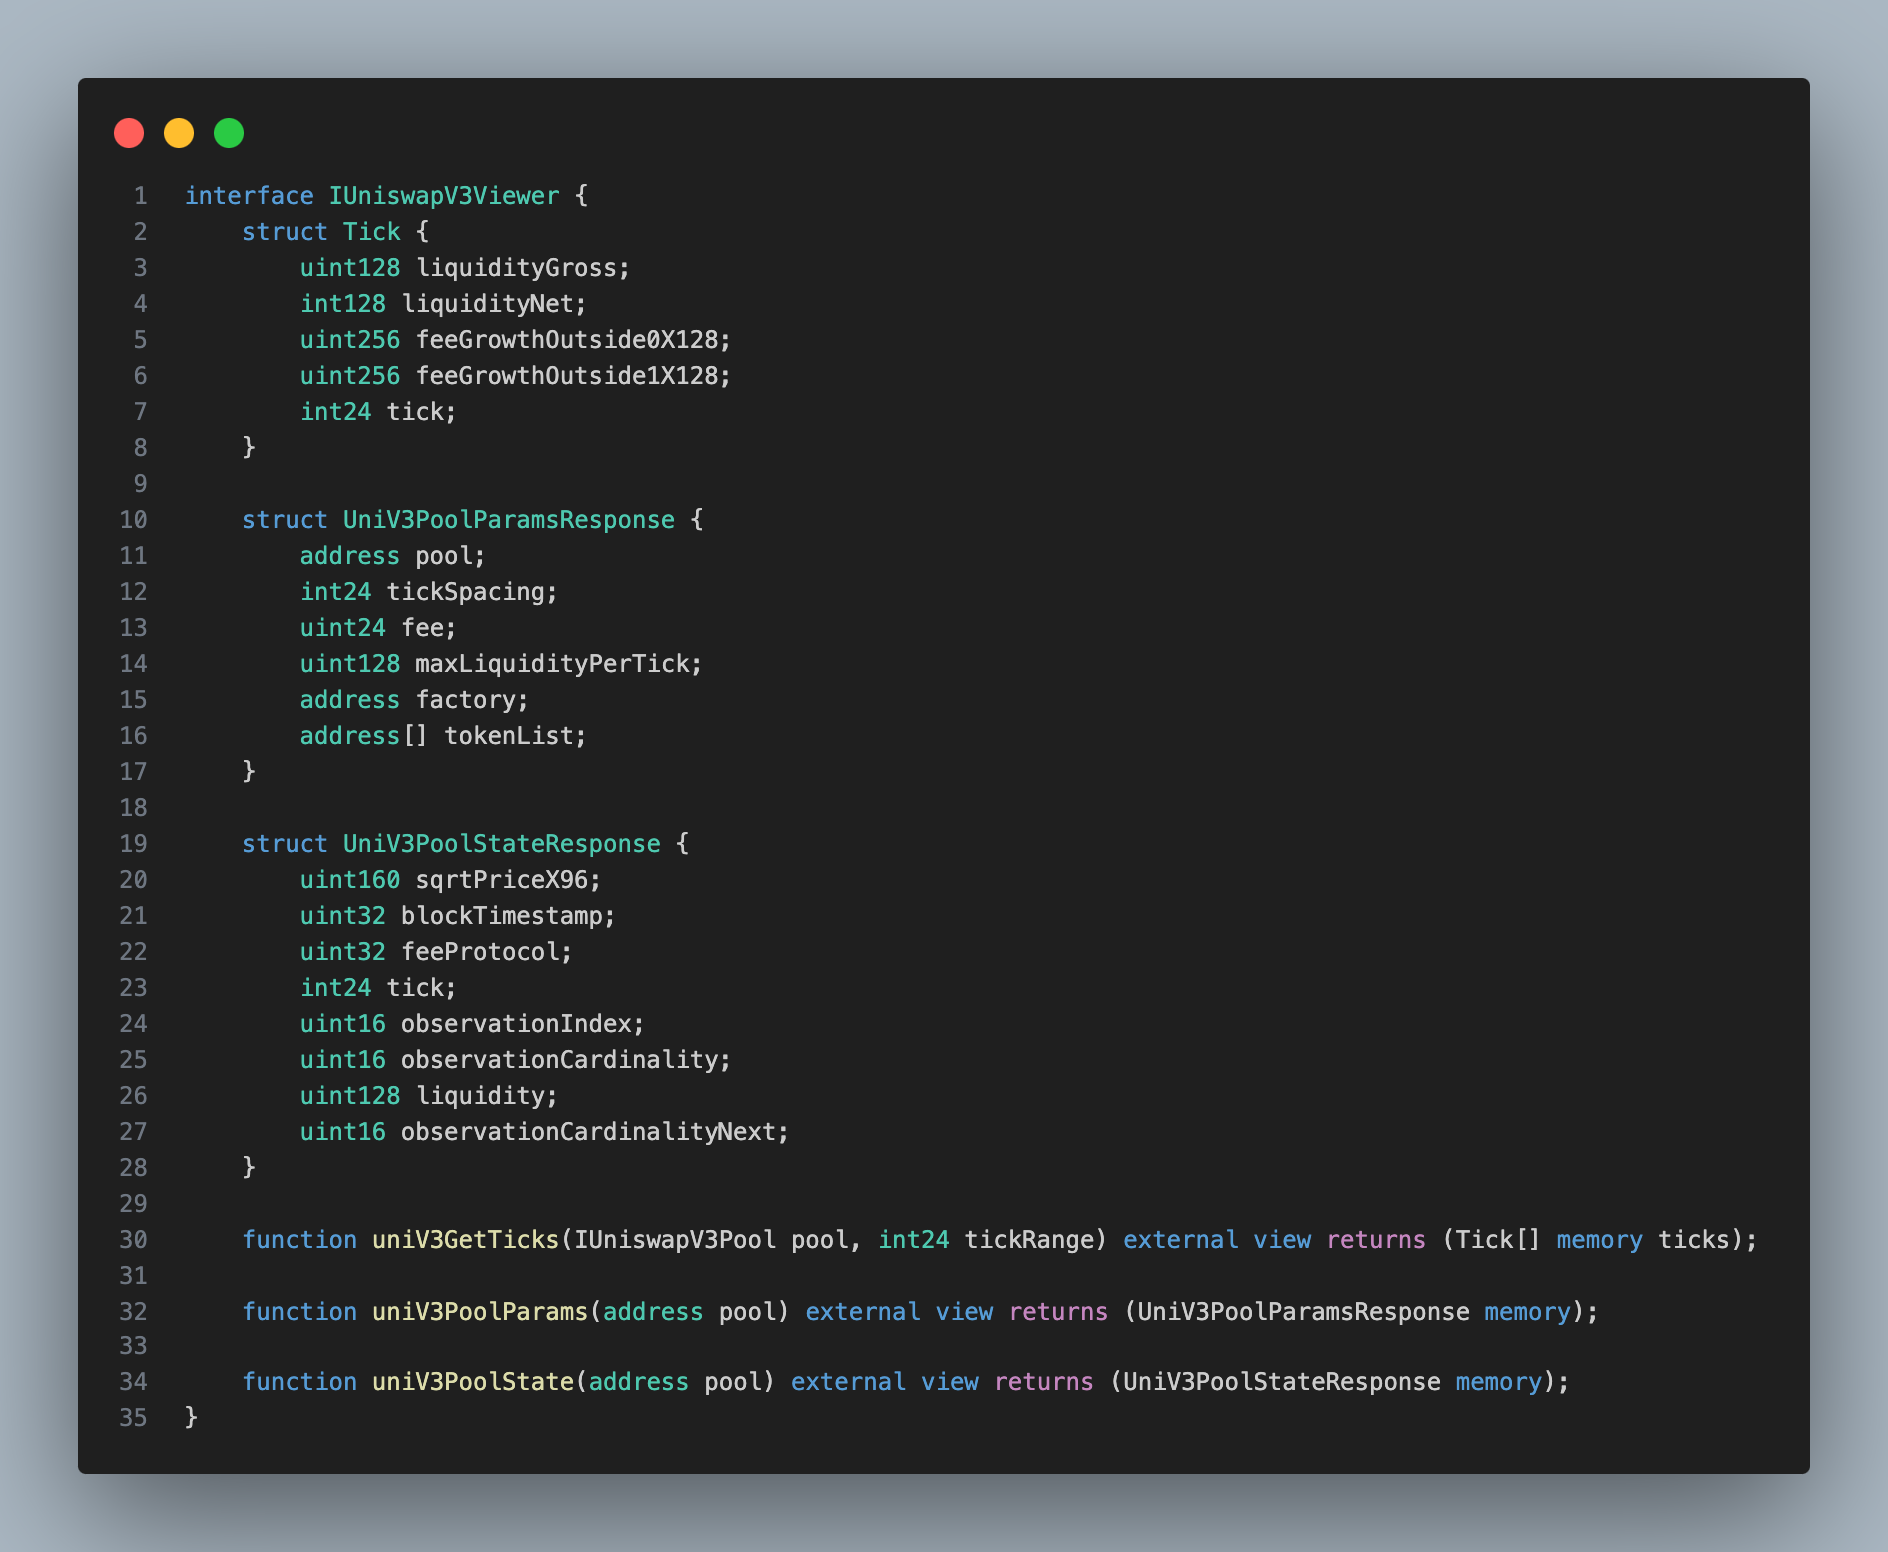 1 interface IUniswapV3Viewer {
2     struct Tick {
3         uint128 liquidityGross;
4         int128 liquidityNet;
5         uint256 feeGrowthOutside0X128;
6         uint256 feeGrowthOutside1X128;
7         int24 tick;
8     }
9
10     struct UniV3PoolParamsResponse {
11         address pool;
12         int24 tickSpacing;
13         uint24 fee;
14         uint128 maxLiquidityPerTick;
15         address factory;
16         address[] tokenList;
17     }
18
19     struct UniV3PoolStateResponse {
20         uint160 sqrtPriceX96;
21         uint32 blockTimestamp;
22         uint32 feeProtocol;
23         int24 tick;
24         uint16 observationIndex;
25         uint16 observationCardinality;
26         uint128 liquidity;
27         uint16 observationCardinalityNext;
28     }
29
30     function uniV3GetTicks(IUniswapV3Pool pool, int24 tickRange) external view returns (Tick[] memory ticks);
31
32     function uniV3PoolParams(address pool) external view returns (UniV3PoolParamsResponse memory);
33
34     function uniV3PoolState(address pool) external view returns (UniV3PoolStateResponse memory);
35 }